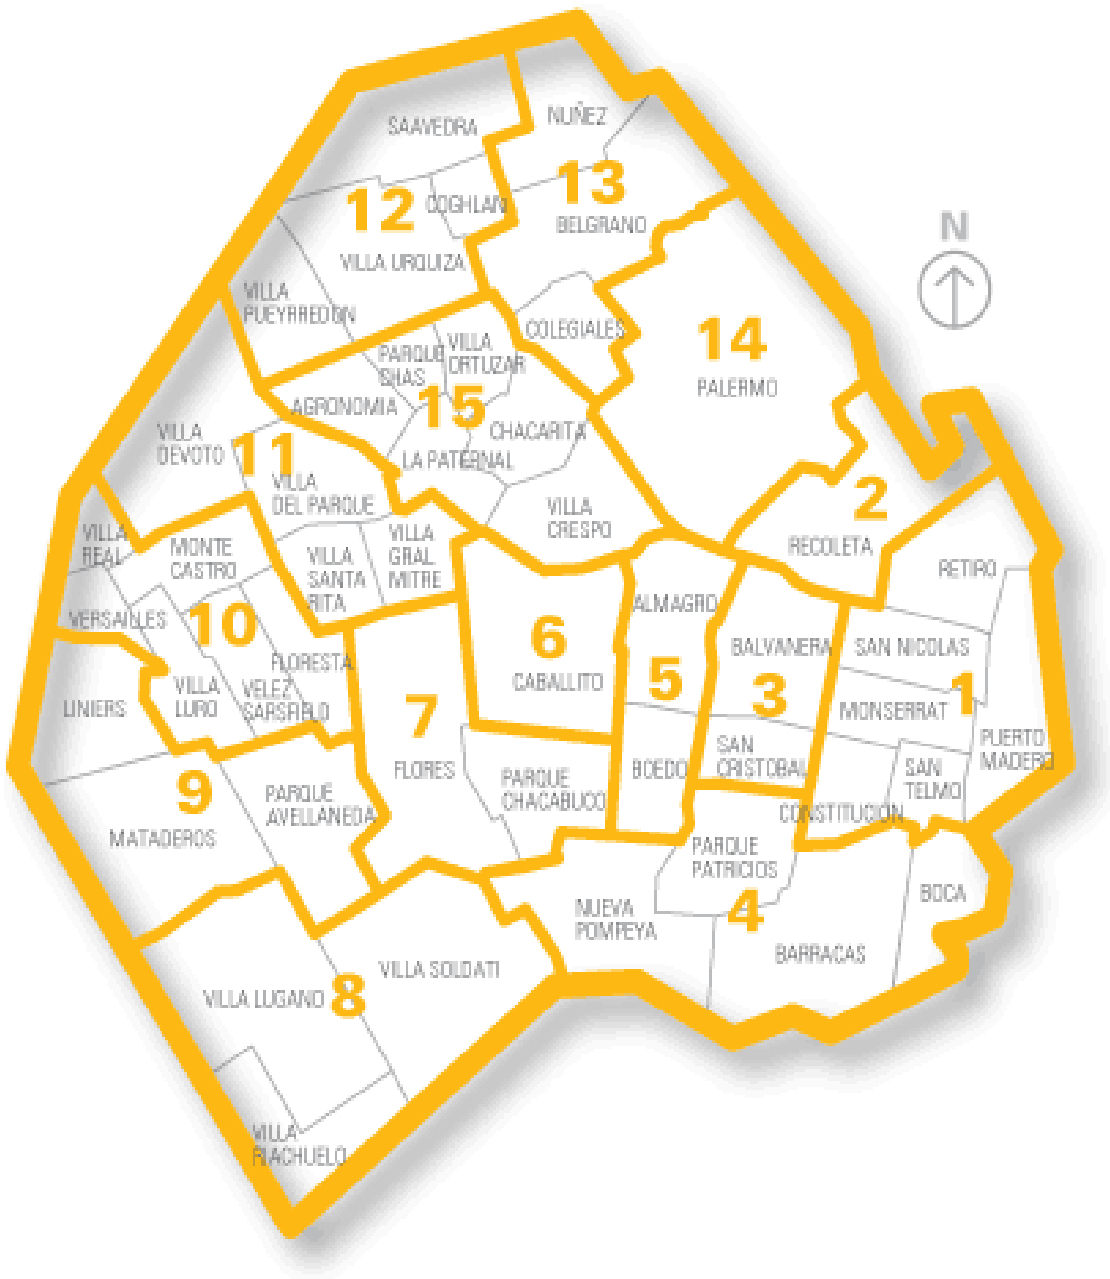 NUÑEZ
SAAVEDRA
13
12
COGHLAN
BELGRANO
N
VILLA URQUIZA
VILLA
PUEYRREDON
COLEGIALES
14
VILLA
ORTUZAR
PARQUE
CHAS
PALERMO
AGRONOMIA
15
CHACARITA
VILLA
DEVOTO
11
LA PATERNAL
VILLA
DEL PARQUE
2
VILLA
CRESPO
VILLA
REAL
MONTE
CASTRO
VILLA
GRAL
MITRE
RECOLETA
VILLA
SANTA
RITA
RETIRO
ALMAGRO
VERSAILLES
10
6
BALVANERA
SAN NICOLAS
FLORESTA
CABALLITO
5
3
1
VILLA
LURO
VELEZ
SARSFIELD
LINIERS
7
MONSERRAT
PUERTO
MADERO
SAN
CRISTOBAL
FLORES
BOEDO
PARQUE
CHACABUCO
SAN
TELMO
9
PARQUE
AVELLANEDA
CONSTITUCION
MATADEROS
PARQUE
PATRICIOS
BOCA
4
NUEVA
POMPEYA
BARRACAS
VILLA SOLDATI
VILLA LUGANO
8
VILLA
RIACHUELO